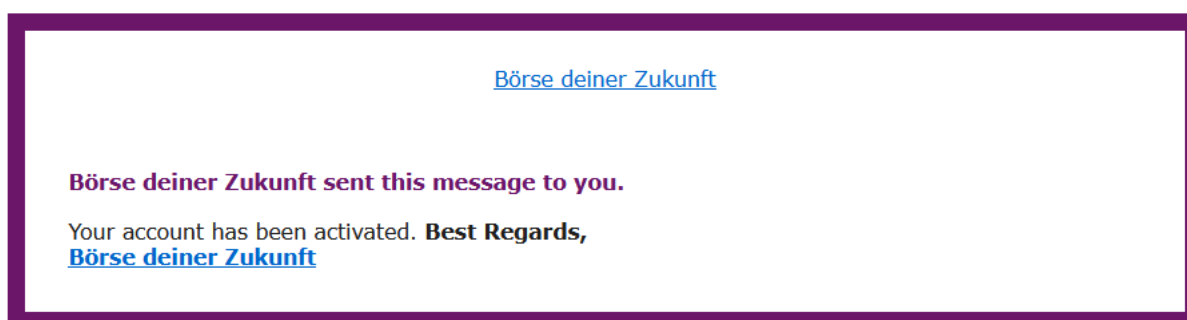 Börse deiner Zukunft
Börse deiner Zukunft sent this message to you.
Your account has been activated. Best Regards,
Börse deiner Zukunft